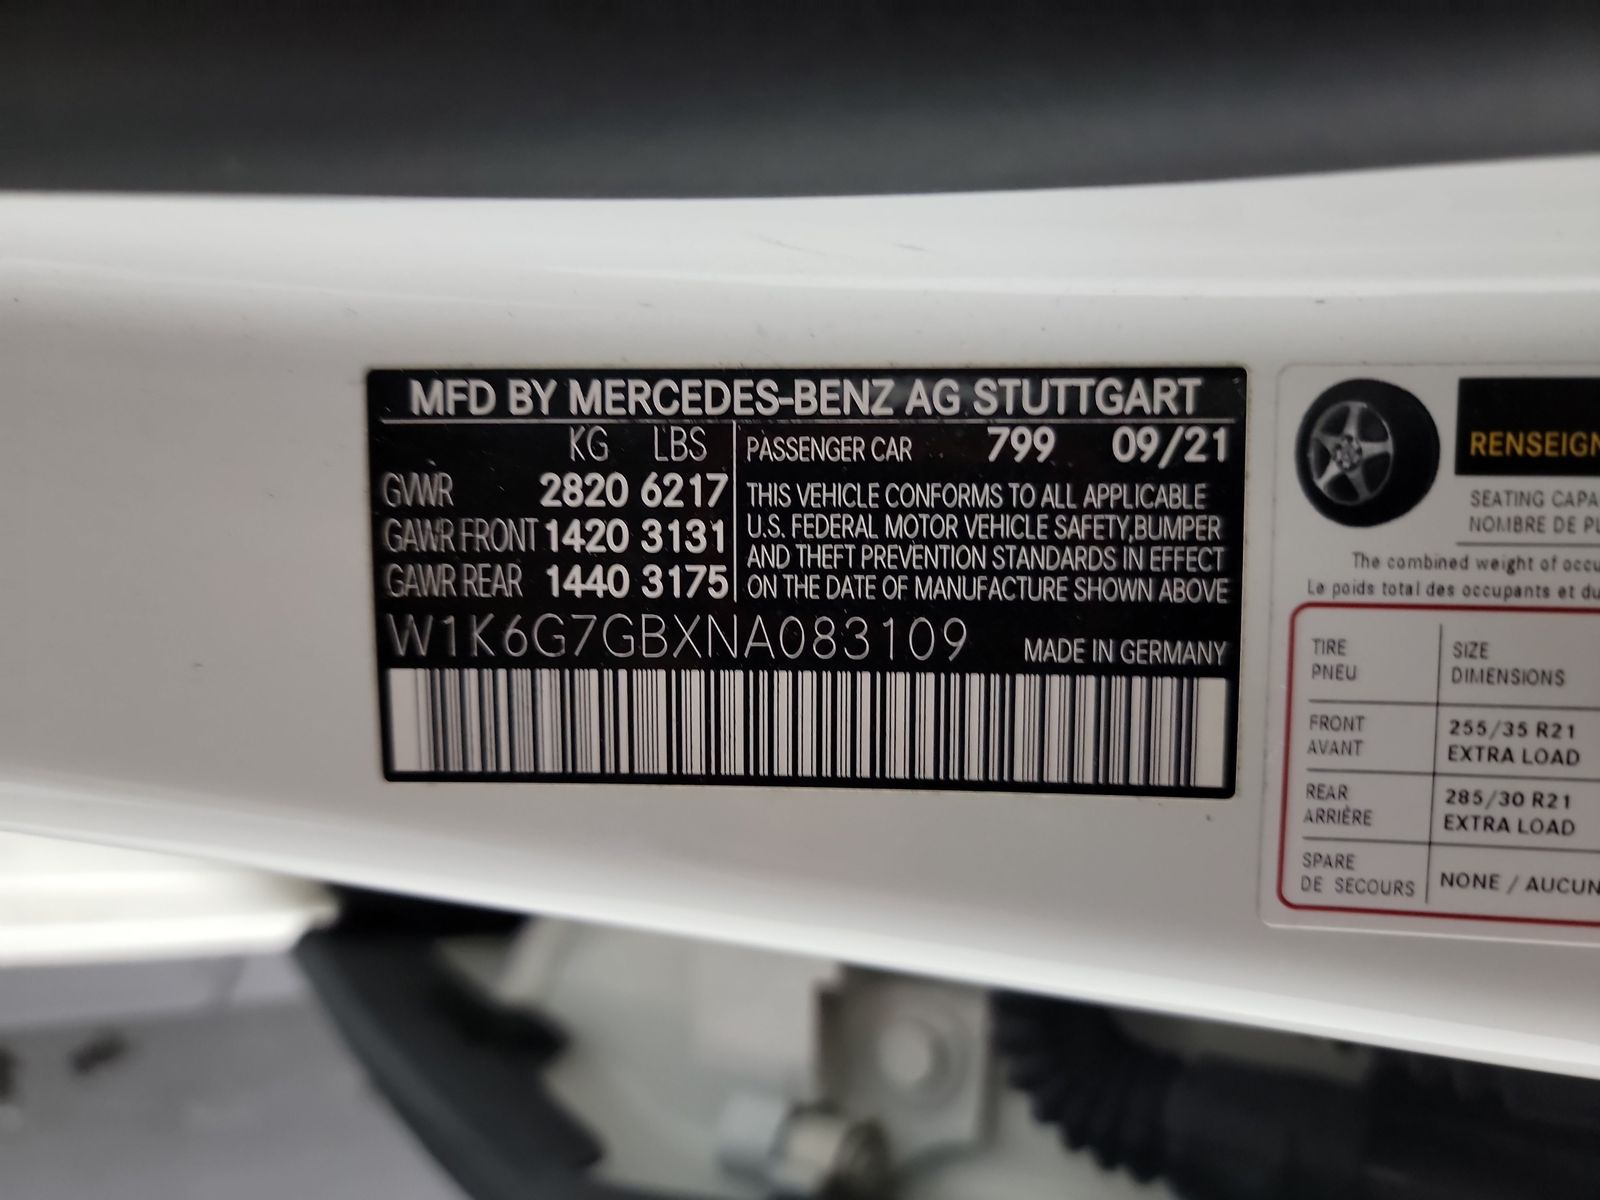 MFD BY MERCEDES-BENZ AG STUTTGART
KG LBS
GVWR 2820 6217
GAWR FRONT 1420 3131
GAWR REAR 1440 3175
PASSENGER CAR 799 09/21
THIS VEHICLE CONFORMS TO ALL APPLICABLE
U.S. FEDERAL MOTOR VEHICLE SAFETY,BUMPER
AND THEFT PREVENTION STANDARDS IN EFFECT
ON THE DATE OF MANUFACTURE SHOWN ABOVE
W1K6G7GBXNA083109
MADE IN GERMANY
SEATING
NOMBRE DE
The combined weight of
Le poids total des occupants et
TIRE SIZE
PNEU DIMENSIONS
FRONT 255/35 R21
AVANT EXTRA LOAD
REAR 285/30 R21
ARRIÈRE EXTRA LOAD
SPARE
DE SECOURS NONE / AUCUN